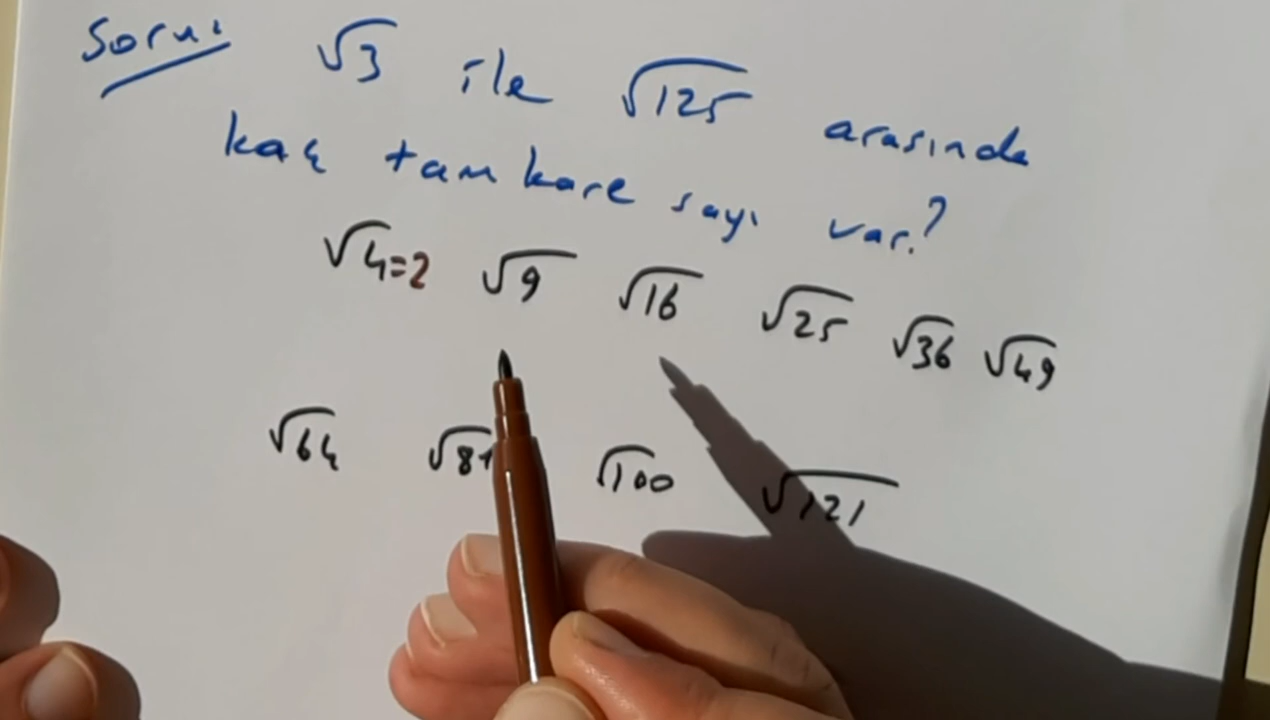 Soru:
√3 ile √125 arasında
kaç tam kare sayı var?
√4=2 √9 √16 √25 √36 √49
√64 √81 √100 √121